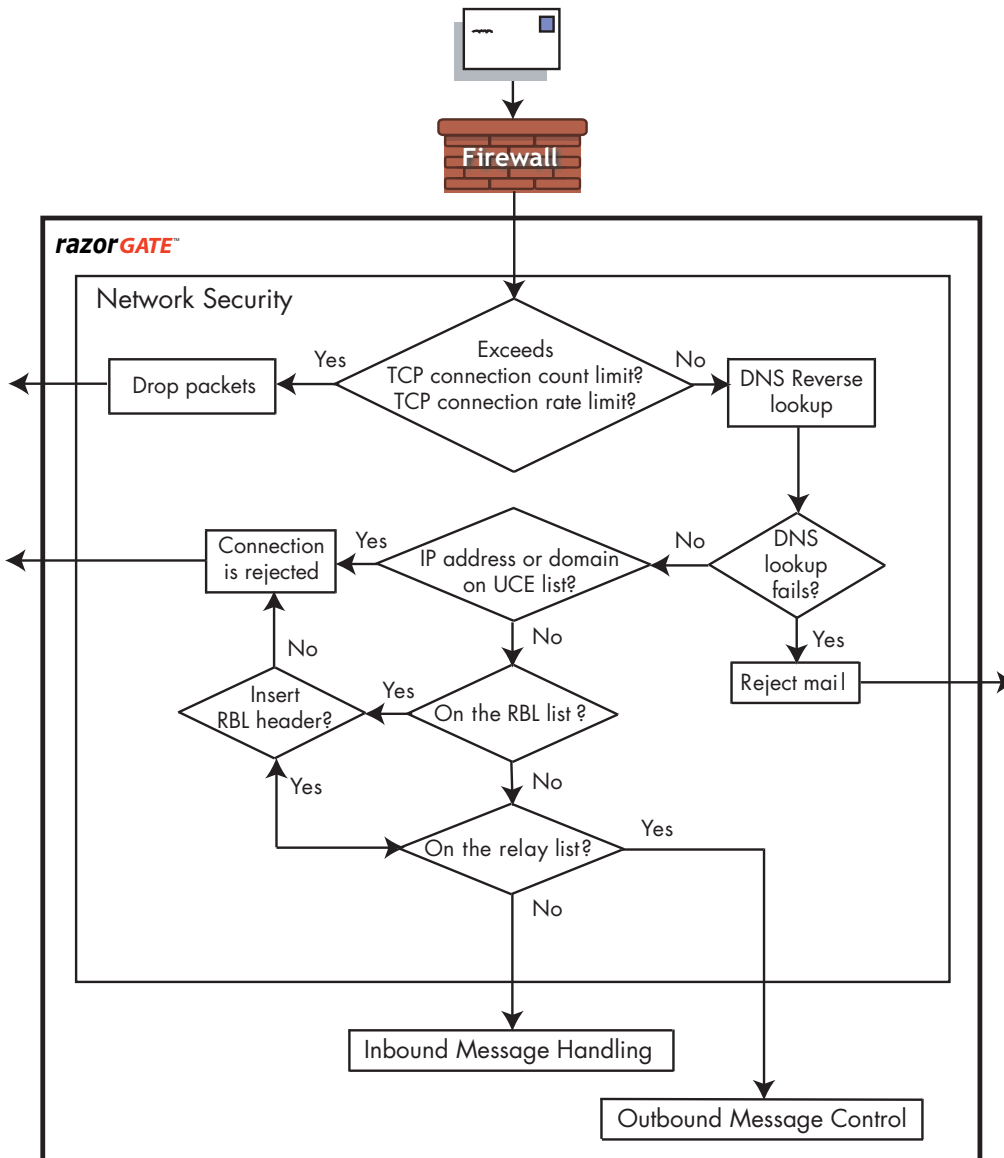 Firewall
razorGATE™
Network Security
Yes
Exceeds
TCP connection count limit?
TCP connection rate limit?
No
Drop packets
DNS Reverse
lookup
Connection
is rejected
Yes
IP address or domain
on UCE list?
No
DNS
lookup
fails?
No
Yes
No
Insert
RBL header?
Yes
On the RBL list ?
Reject mail
Yes
No
On the relay list?
Yes
No
Inbound Message Handling
Outbound Message Control